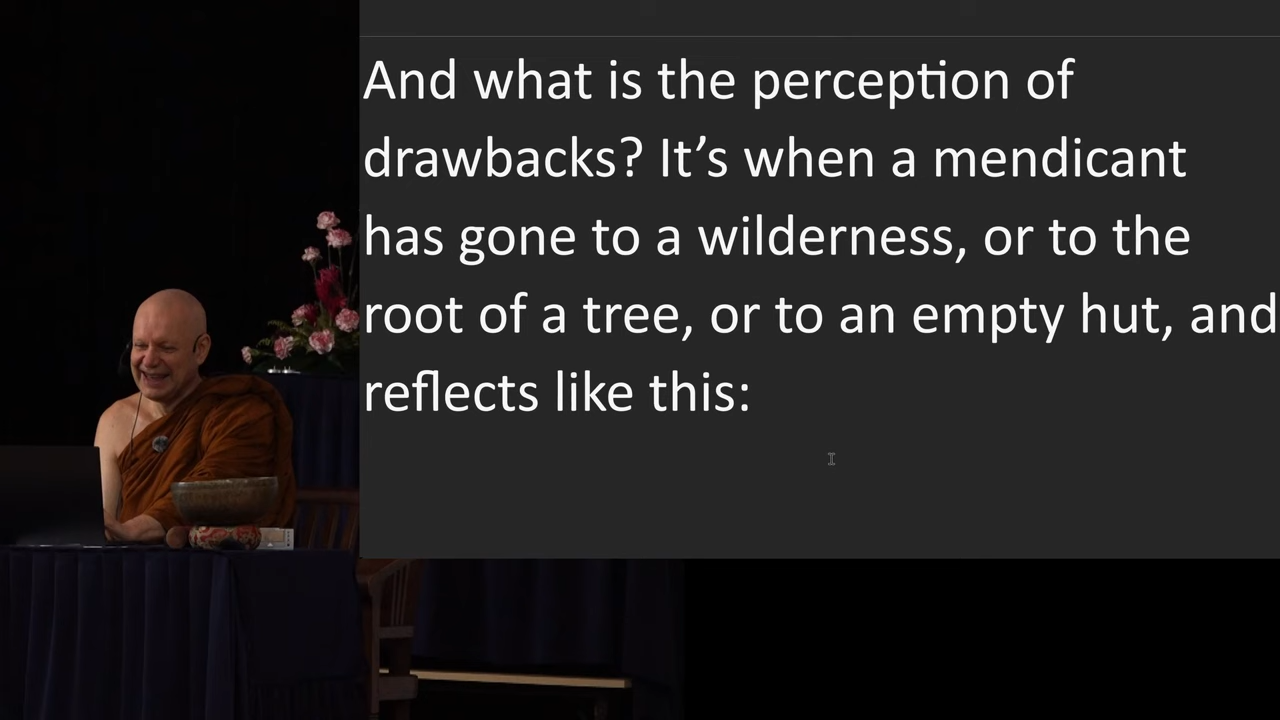 And what is the perception of
drawbacks? It’s when a mendicant
has gone to a wilderness, or to the
root of a tree, or to an empty hut, and
reflects like this: